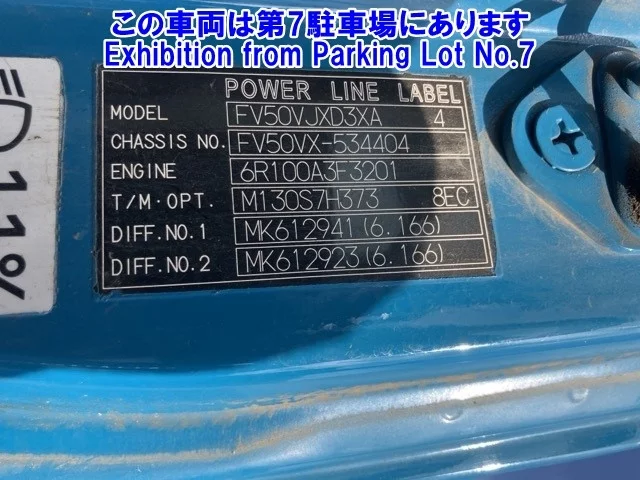 この車両は第7駐車場にあります
Exhibition from Parking Lot No.7
POWER LINE LABEL
MODEL FV50VJXD3XA 4
CHASSIS NO. FV50VX-534404
ENGINE 6R100A3F3201
T/M·OPT. M130S7H373 8EC
DIFF.NO.1 MK612941(6.166)
DIFF.NO.2 MK612923(6.166)
11%